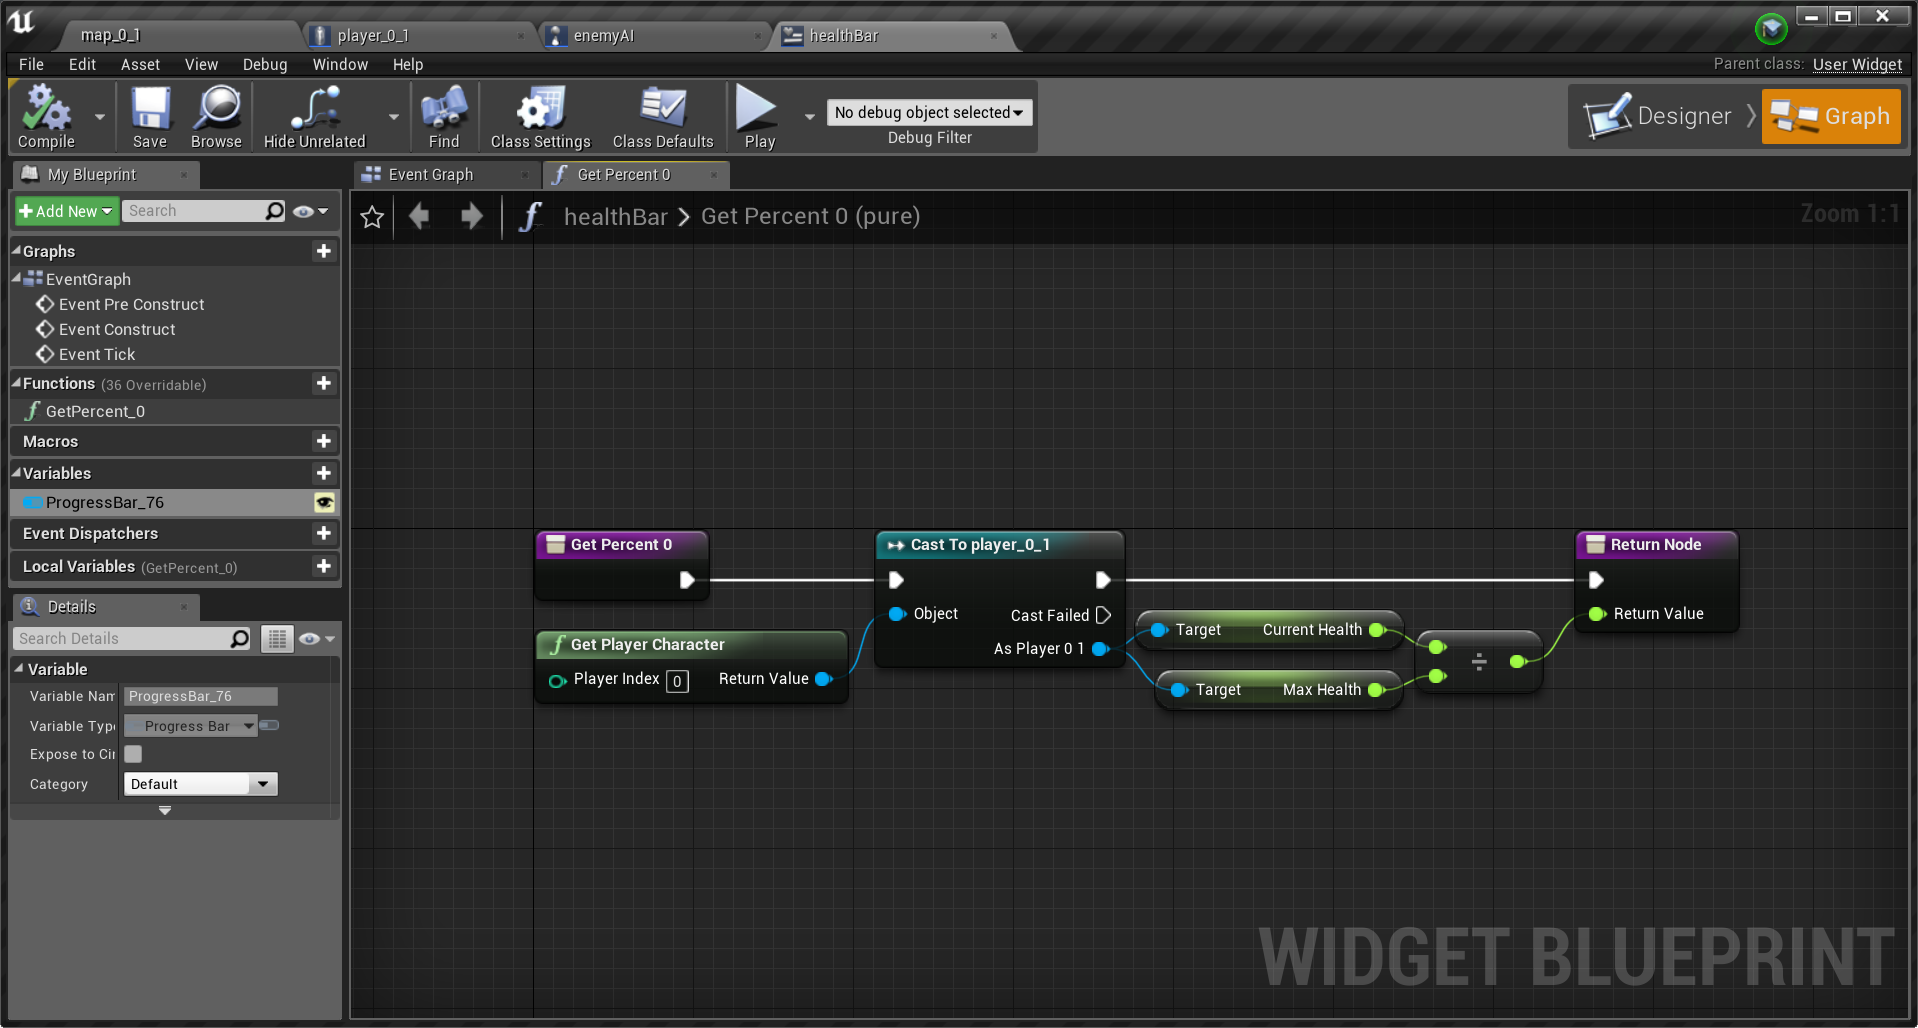 map_0_1
player_0_1
enemyAI
healthBar
File Edit Asset View Debug Window Help
Parent class: User Widget
Compile
Save
Browse
Hide Unrelated
Find
Class Settings
Class Defaults
Play
No debug object selected
Debug Filter
Designer
Graph
My Blueprint
Event Graph
Get Percent 0
Add New
Search
healthBar > Get Percent 0 (pure)
Zoom 1:1
Graphs
EventGraph
Event Pre Construct
Event Construct
Event Tick
Functions (36 Overridable)
GetPercent_0
Macros
Variables
ProgressBar_76
Event Dispatchers
Local Variables (GetPercent_0)
Details
Search Details
Variable
Variable Nam ProgressBar_76
Variable Type Progress Bar
Expose to Cin
Category Default
Get Percent 0
Get Player Character
Player Index 0
Return Value
Cast To player_0_1
Object
Cast Failed
As Player 0 1
Target Current Health
Target Max Health
÷
Return Node
Return Value
WIDGET BLUEPRINT